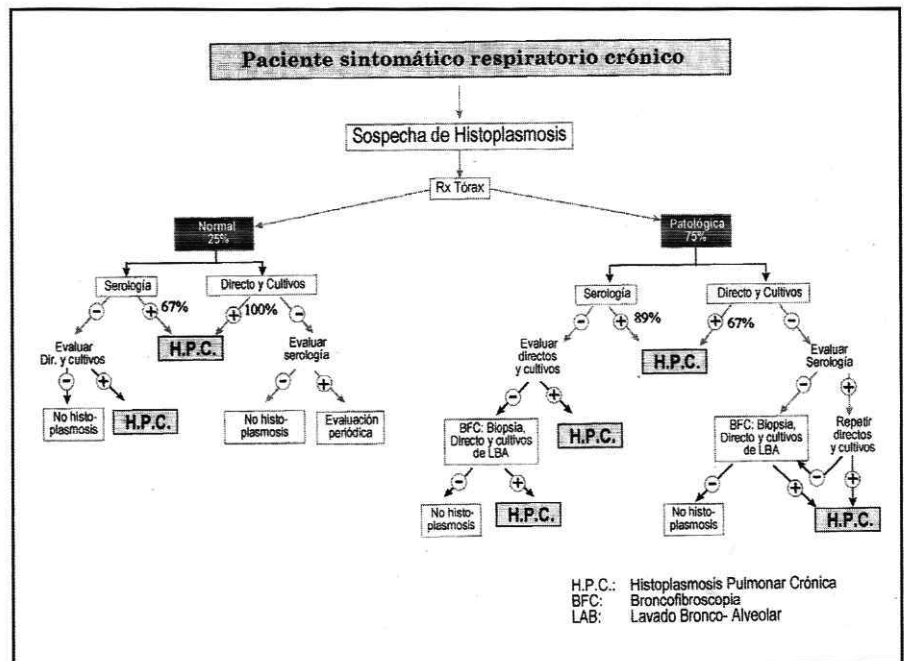 Paciente sintomático respiratorio crónico
Sospecha de Histoplasmosis
Rx Tórax
Normal
25%
Patológica
75%
Serología
Directo y Cultivos
Serología
Directo y Cultivos
-
+
67%
+
100%
-
-
+
89%
+
67%
-
H.P.C.
H.P.C.
Evaluar
Dir. y cultivos
Evaluar
serología
Evaluar
directos
y cultivos
Evaluar
Serología
-
+
-
+
-
+
-
+
No histo-
plasmosis
H.P.C.
No histo-
plasmosis
Evaluación
periódica
BFC: Biopsia,
Directo y cultivos
de LBA
H.P.C.
BFC: Biopsia,
Directo y cultivos
de LBA
Repetir
directos
y cultivos
-
+
-
+
-
+
No histo-
plasmosis
H.P.C.
No histo-
plasmosis
H.P.C.
H.P.C.: Histoplasmosis Pulmonar Crónica
BFC: Broncofibroscopia
LAB: Lavado Bronco- Alveolar